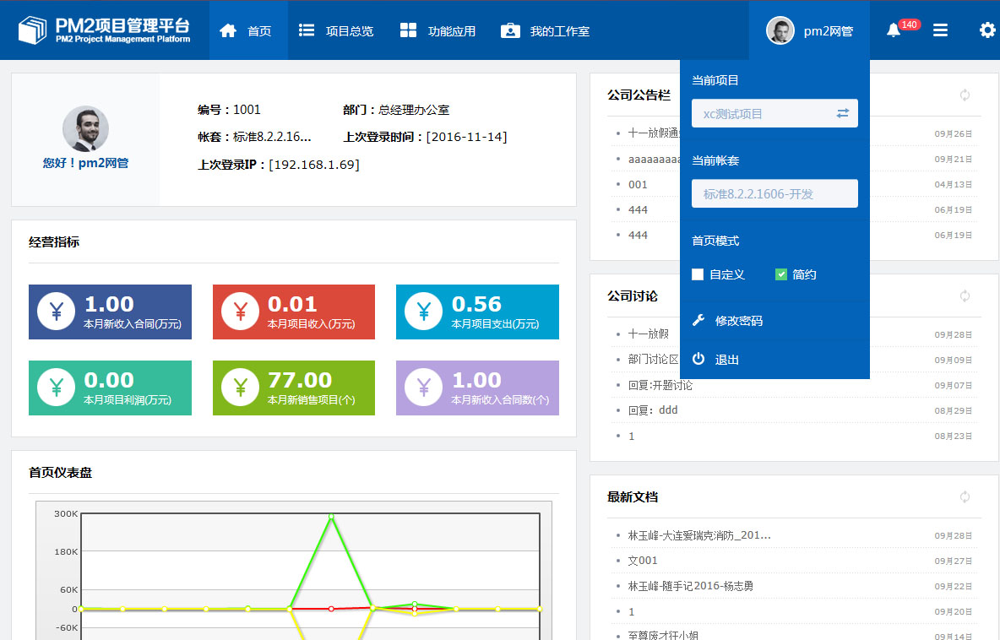 PM2项目管理平台
PM2 Project Management Platform
首页
项目总览
功能应用
我的工作室
pm2网管
140
您好！pm2网管
编号：1001
部门：总经理办公室
帐套：标准8.2.2.16...
上次登录时间：[2016-11-14]
上次登录IP：[192.168.1.69]
经营指标
1.00
本月新收入合同(万元)
0.01
本月项目收入(万元)
0.56
本月项目支出(万元)
0.00
本月项目利润(万元)
77.00
本月新销售项目(个)
1.00
本月新收入合同数(个)
首页仪表盘
300K
180K
60K
0
-60K
当前项目
xc测试项目
当前帐套
标准8.2.2.1606-开发
首页模式
自定义
简约
修改密码
退出
公司公告栏
十一放假通
09月26日
aaaaaaaaa
09月21日
001
04月13日
444
06月19日
444
06月19日
公司讨论
十一放假
09月28日
部门讨论区
09月09日
回复:开题讨论
09月07日
回复：ddd
08月29日
1
08月23日
最新文档
林玉峰-大连爱瑞克消防_201...
09月28日
文001
09月27日
林玉峰-随手记2016-杨志勇
09月22日
1
09月20日
至尊废才狂小姐
09月14日